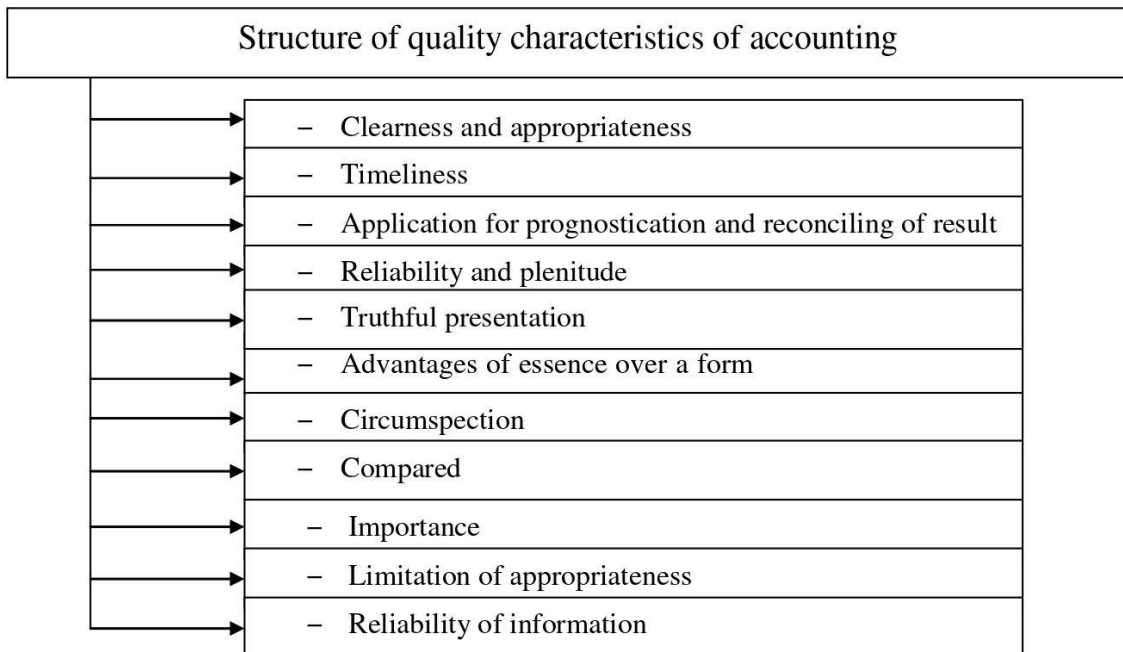 Structure of quality characteristics of accounting
– Clearness and appropriateness
– Timeliness
– Application for prognostication and reconciling of result
– Reliability and plenitude
– Truthful presentation
– Advantages of essence over a form
– Circumspection
– Compared
– Importance
– Limitation of appropriateness
– Reliability of information